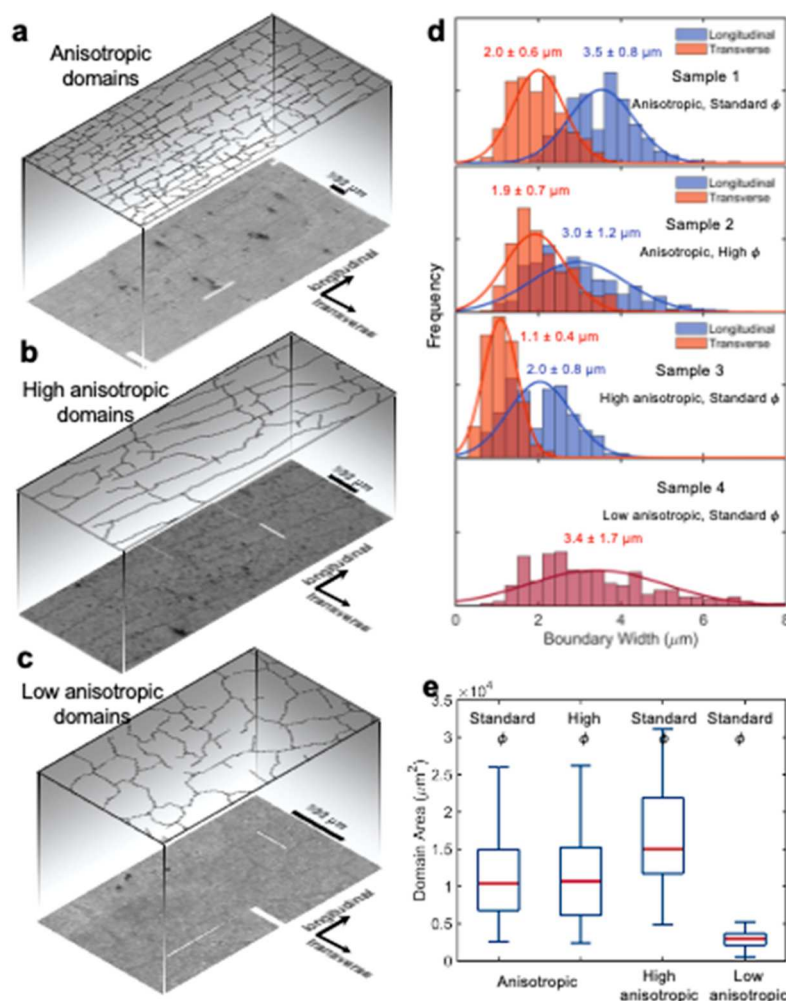 a
Anisotropic
domains
100 µm
longitudinal
transverse
b
High anisotropic
domains
100 µm
longitudinal
transverse
c
Low anisotropic
domains
100 µm
longitudinal
transverse
d
Frequency
2.0 ± 0.6 µm
3.5 ± 0.8 µm
Longitudinal
Transverse
Sample 1
Anisotropic, Standard ϕ
1.9 ± 0.7 µm
3.0 ± 1.2 µm
Longitudinal
Transverse
Sample 2
Anisotropic, High ϕ
1.1 ± 0.4 µm
2.0 ± 0.8 µm
Longitudinal
Transverse
Sample 3
High anisotropic, Standard ϕ
Sample 4
Low anisotropic, Standard ϕ
3.4 ± 1.7 µm
0 2 4 6 8
Boundary Width (µm)
e
×10⁴
Domain Area (µm²)
3.5
3
2.5
2
1.5
1
0.5
0
Standard ϕ
High ϕ
Standard ϕ
Standard ϕ
Anisotropic
High anisotropic
Low anisotropic